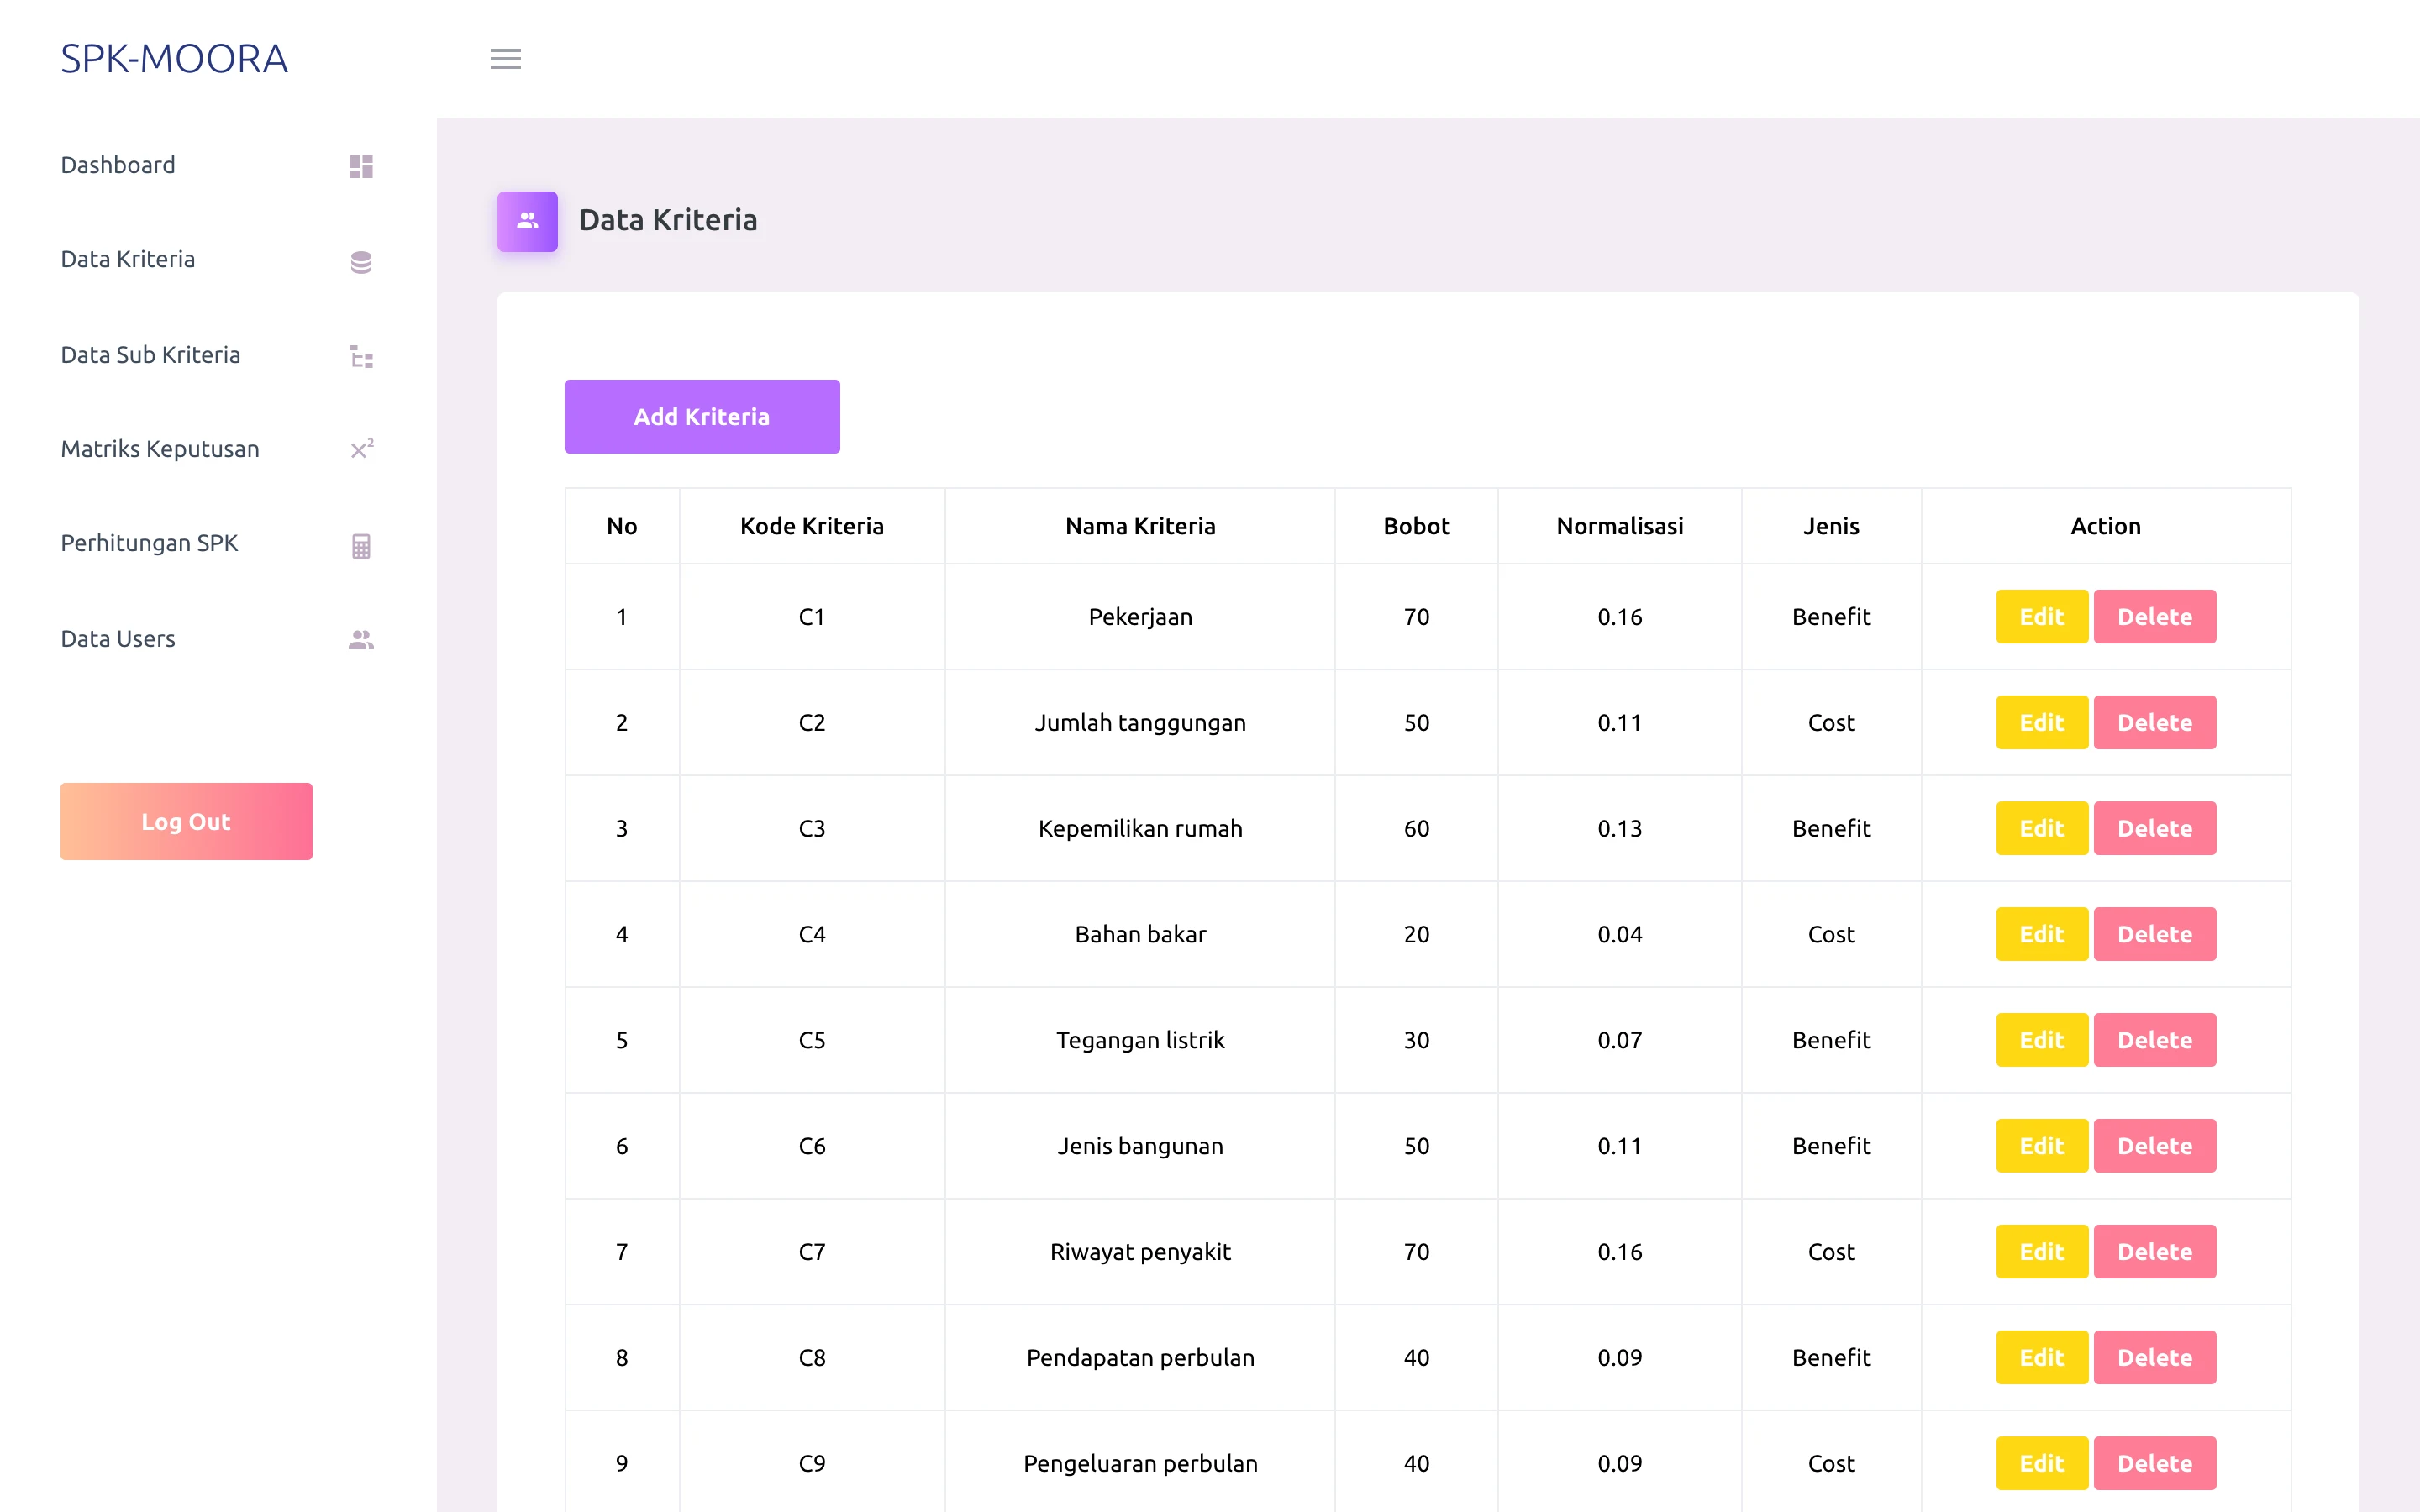 SPK-MOORA
Dashboard
Data Kriteria
Data Sub Kriteria
Matriks Keputusan
Perhitungan SPK
Data Users
Log Out
Data Kriteria
Add Kriteria
No Kode Kriteria Nama Kriteria Bobot Normalisasi Jenis Action
1 C1 Pekerjaan 70 0.16 Benefit Edit Delete
2 C2 Jumlah tanggungan 50 0.11 Cost Edit Delete
3 C3 Kepemilikan rumah 60 0.13 Benefit Edit Delete
4 C4 Bahan bakar 20 0.04 Cost Edit Delete
5 C5 Tegangan listrik 30 0.07 Benefit Edit Delete
6 C6 Jenis bangunan 50 0.11 Benefit Edit Delete
7 C7 Riwayat penyakit 70 0.16 Cost Edit Delete
8 C8 Pendapatan perbulan 40 0.09 Benefit Edit Delete
9 C9 Pengeluaran perbulan 40 0.09 Cost Edit Delete